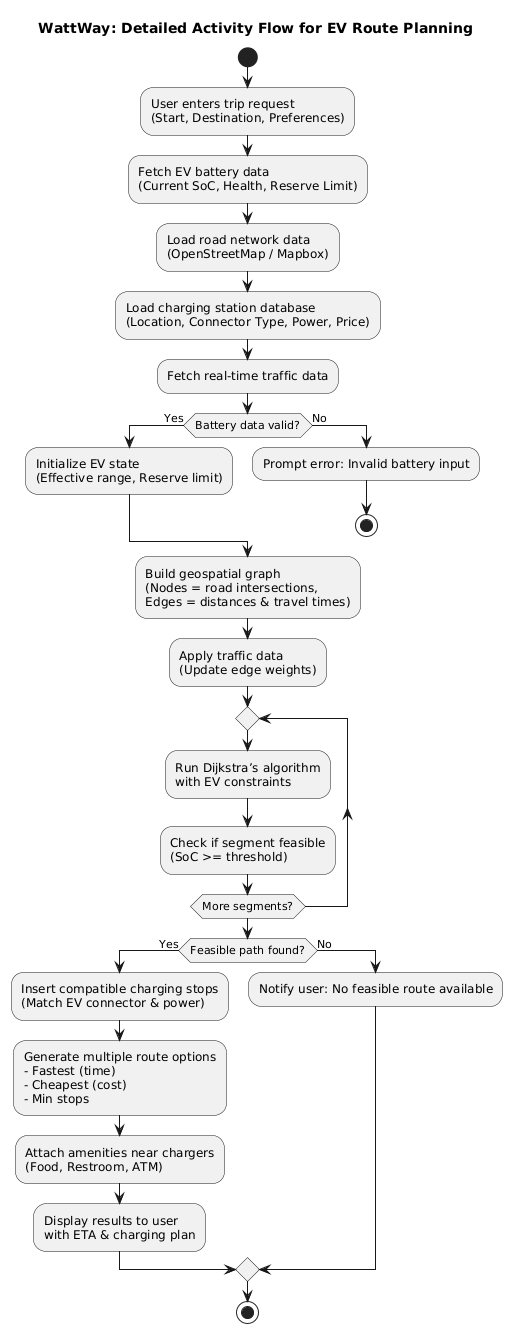 WattWay: Detailed Activity Flow for EV Route Planning
User enters trip request
(Start, Destination, Preferences)
Fetch EV battery data
(Current SoC, Health, Reserve Limit)
Load road network data
(OpenStreetMap / Mapbox)
Load charging station database
(Location, Connector Type, Power, Price)
Fetch real-time traffic data
Yes
Battery data valid?
No
Initialize EV state
(Effective range, Reserve limit)
Prompt error: Invalid battery input
Build geospatial graph
(Nodes = road intersections,
Edges = distances & travel times)
Apply traffic data
(Update edge weights)
Run Dijkstra’s algorithm
with EV constraints
Check if segment feasible
(SoC >= threshold)
More segments?
Yes
Feasible path found?
No
Insert compatible charging stops
(Match EV connector & power)
Notify user: No feasible route available
Generate multiple route options
- Fastest (time)
- Cheapest (cost)
- Min stops
Attach amenities near chargers
(Food, Restroom, ATM)
Display results to user
with ETA & charging plan